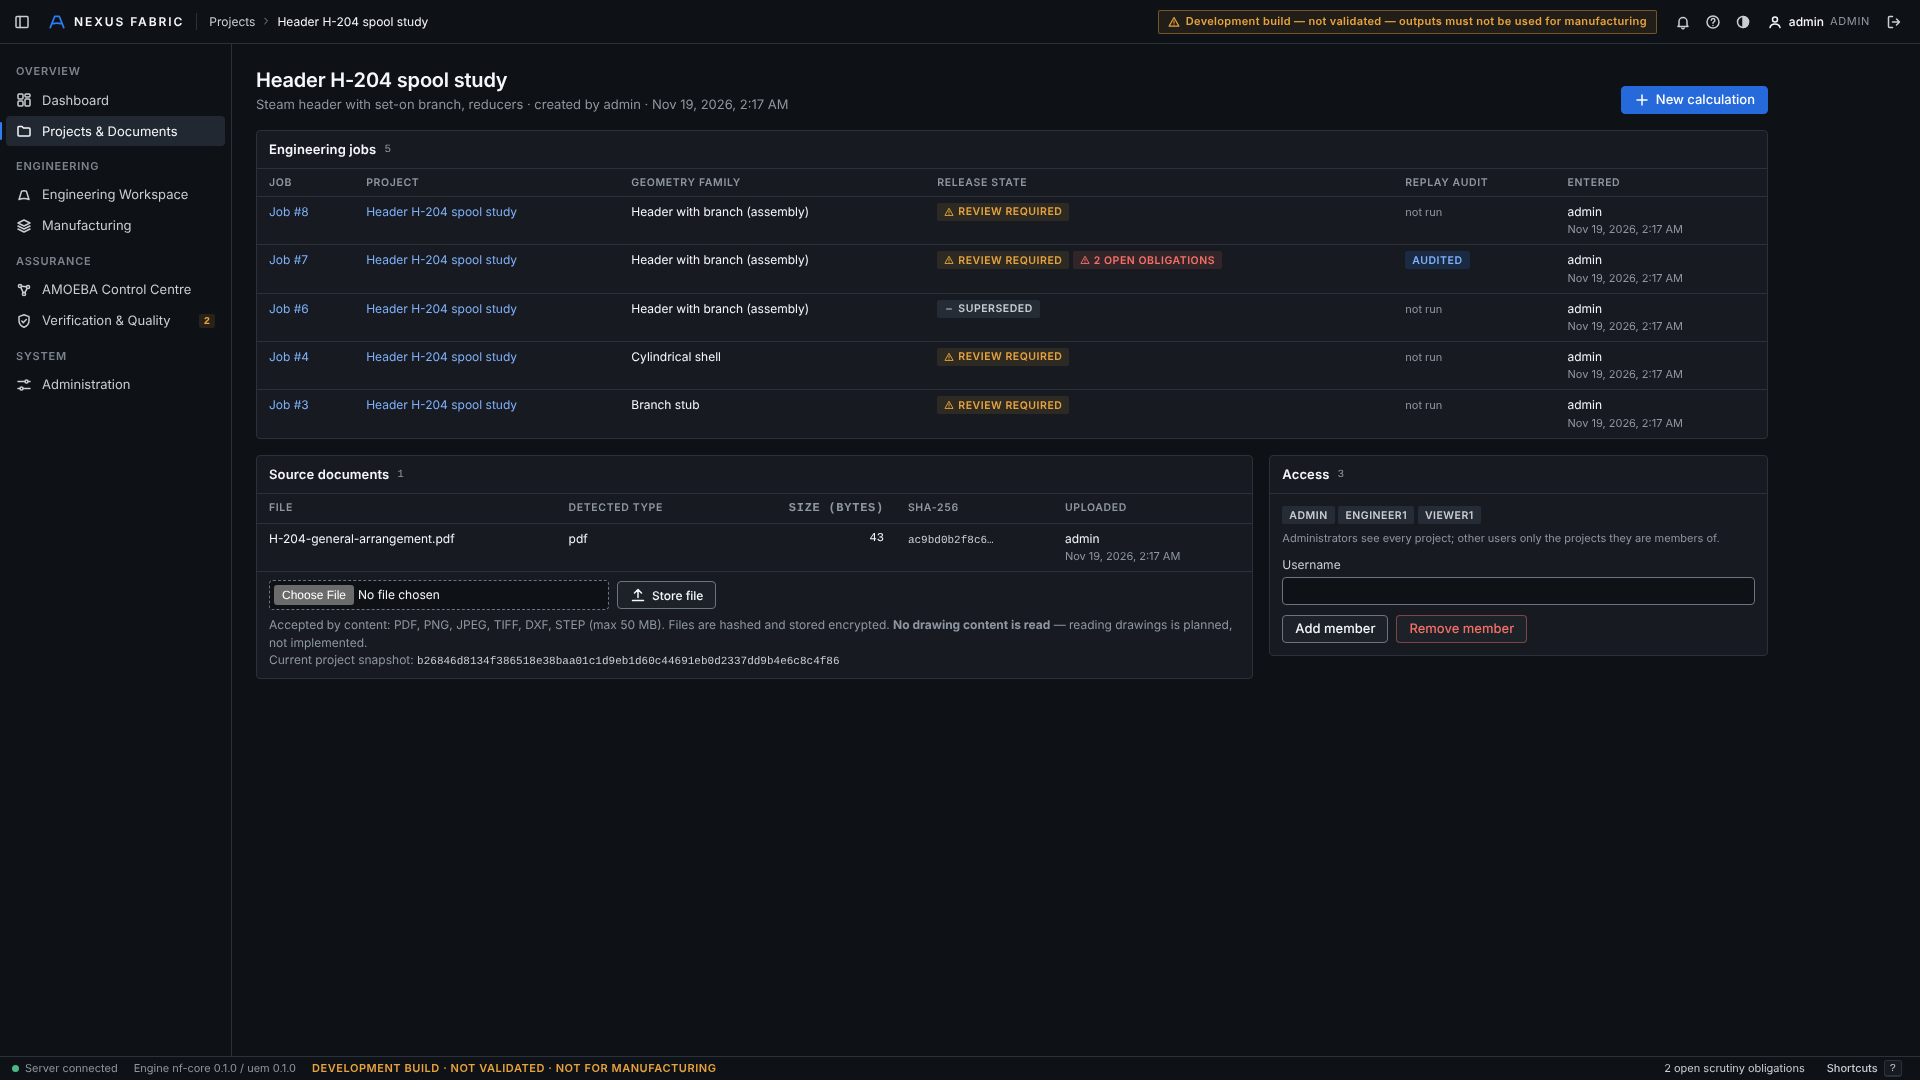 NEXUS FABRIC
Projects > Header H-204 spool study
Development build — not validated — outputs must not be used for manufacturing
admin ADMIN
OVERVIEW
Dashboard
Projects & Documents
ENGINEERING
Engineering Workspace
Manufacturing
ASSURANCE
AMOEBA Control Centre
Verification & Quality 2
SYSTEM
Administration
Header H-204 spool study
Steam header with set-on branch, reducers · created by admin · Nov 19, 2026, 2:17 AM
New calculation
Engineering jobs 5
JOB PROJECT GEOMETRY FAMILY RELEASE STATE REPLAY AUDIT ENTERED
Job #8 Header H-204 spool study Header with branch (assembly) REVIEW REQUIRED not run admin
Nov 19, 2026, 2:17 AM
Job #7 Header H-204 spool study Header with branch (assembly) REVIEW REQUIRED 2 OPEN OBLIGATIONS AUDITED admin
Nov 19, 2026, 2:17 AM
Job #6 Header H-204 spool study Header with branch (assembly) – SUPERSEDED not run admin
Nov 19, 2026, 2:17 AM
Job #4 Header H-204 spool study Cylindrical shell REVIEW REQUIRED not run admin
Nov 19, 2026, 2:17 AM
Job #3 Header H-204 spool study Branch stub REVIEW REQUIRED not run admin
Nov 19, 2026, 2:17 AM
Source documents 1
FILE DETECTED TYPE SIZE (BYTES) SHA-256 UPLOADED
H-204-general-arrangement.pdf pdf 43 ac9bd0b2f8c6… admin
Nov 19, 2026, 2:17 AM
Choose File No file chosen Store file
Accepted by content: PDF, PNG, JPEG, TIFF, DXF, STEP (max 50 MB). Files are hashed and stored encrypted. No drawing content is read — reading drawings is planned,
not implemented.
Current project snapshot: b26846d8134f386518e38baa01c1d9eb1d60c44691eb0d2337dd9b4e6c8c4f86
Access 3
ADMIN ENGINEER1 VIEWER1
Administrators see every project; other users only the projects they are members of.
Username
Add member Remove member
Server connected Engine nf-core 0.1.0 / uem 0.1.0 DEVELOPMENT BUILD · NOT VALIDATED · NOT FOR MANUFACTURING
2 open scrutiny obligations Shortcuts ?